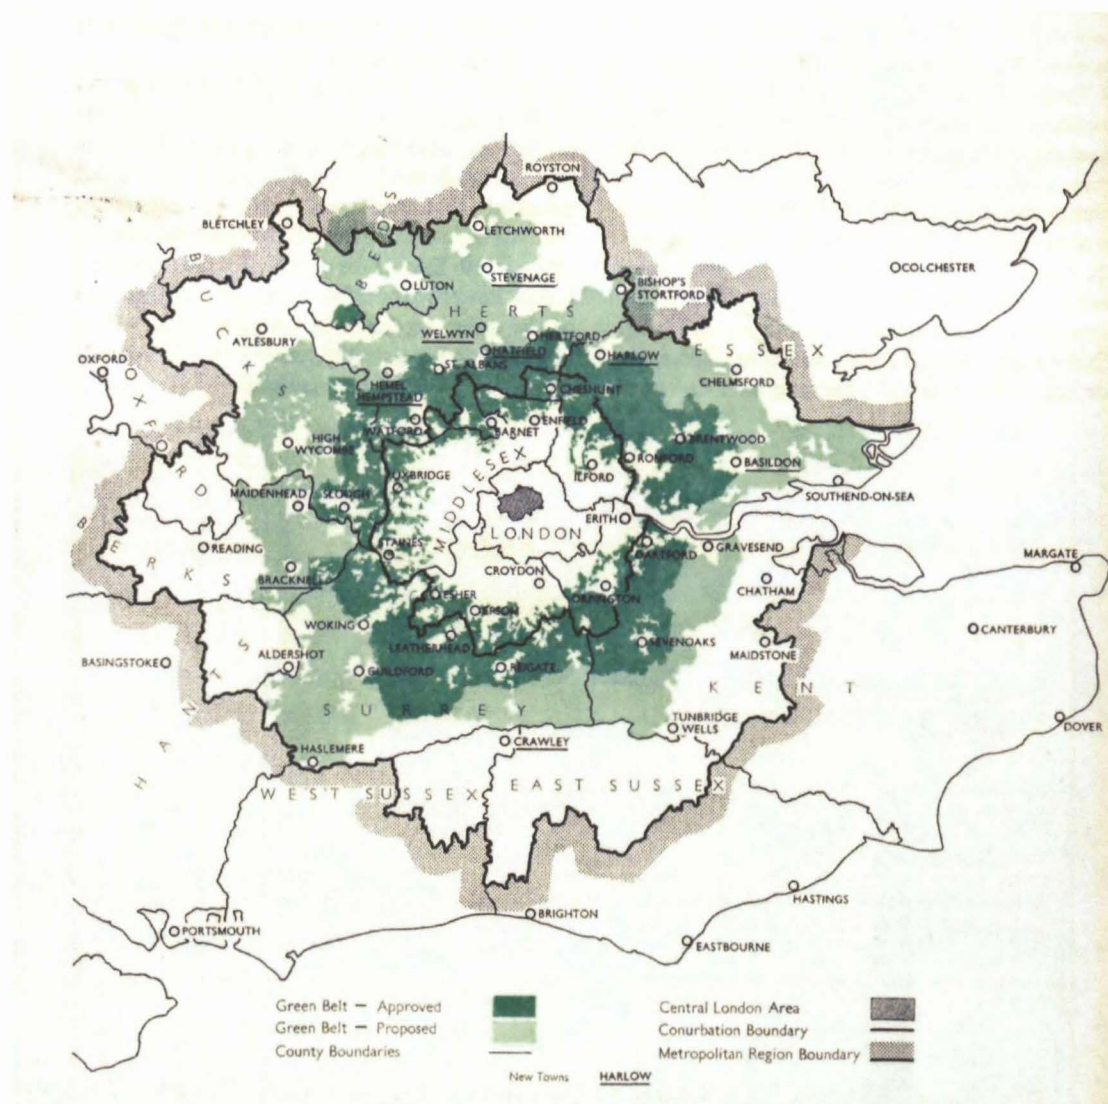 ROYSTON
BLETCHLEY
BEDS
LETCHWORTH
BUCKS
STEVENAGE
COLCHESTER
LUTON
BISHOP'S
STORTFORD
HERTS
WELWYN
HERTFORD
AYLESBURY
HATFIELD
HARLOW
ESSEX
OXFORD
ST. ALBANS
CHELMSFORD
HEMEL
HEMPSTEAD
CHESHUNT
OXFORD
WATFORD
BARNET
ENFIELD
HIGH
WYCOMBE
BRENTWOOD
ROMFORD
BASILDON
ILFORD
UXBRIDGE
MIDDLESEX
MAIDENHEAD
SLOUGH
SOUTHEND-ON-SEA
ERITH
LONDON
STAINES
DARTFORD
GRAVESEND
READING
BERKS
MARGATE
CROYDON
BRACKNELL
CHATHAM
ESHER
ORPINGTON
EPSOM
WOKING
CANTERBURY
LEATHERHEAD
SEVENOAKS
MAIDSTONE
BASINGSTOKE
ALDERSHOT
GUILDFORD
REIGATE
KENT
HANTS
SURREY
TUNBRIDGE
WELLS
DOVER
CRAWLEY
HASLEMERE
WEST SUSSEX
EAST SUSSEX
HASTINGS
BRIGHTON
PORTSMOUTH
EASTBOURNE
Green Belt — Approved
Green Belt — Proposed
County Boundaries
Central London Area
Conurbation Boundary
Metropolitan Region Boundary
New Towns HARLOW